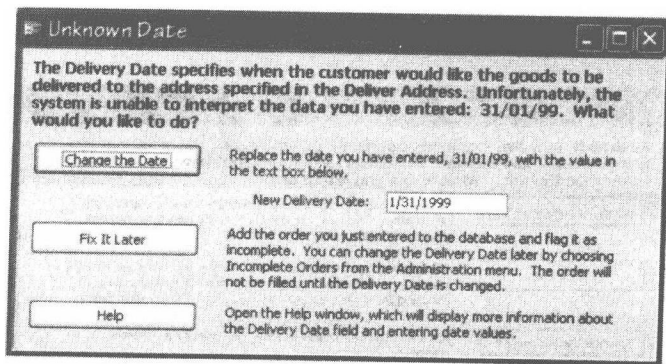 Unknown Date
The Delivery Date specifies when the customer would like the goods to be
delivered to the address specified in the Deliver Address. Unfortunately, the
system is unable to interpret the data you have entered: 31/01/99. What
would you like to do?
Change the Date
Replace the date you have entered, 31/01/99, with the value in
the text box below.
New Delivery Date: 1/31/1999
Fix It Later
Add the order you just entered to the database and flag it as
incomplete. You can change the Delivery Date later by choosing
Incomplete Orders from the Administration menu. The order will
not be filled until the Delivery Date is changed.
Help
Open the Help window, which will display more information about
the Delivery Date field and entering date values.